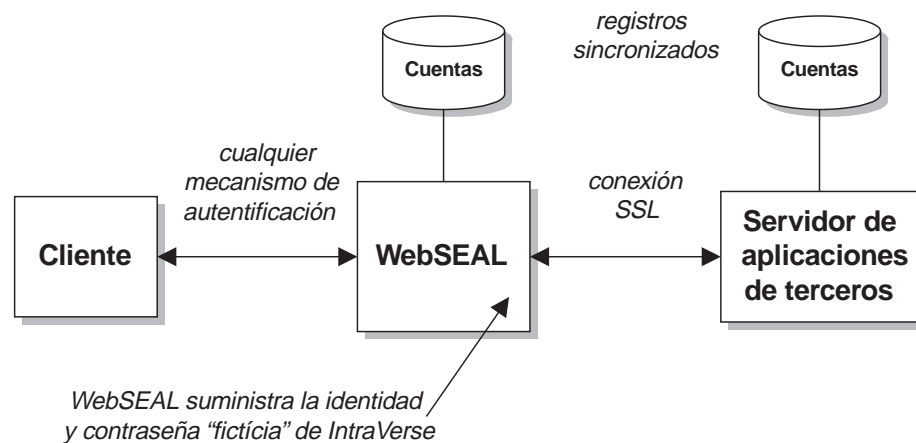 registros
sincronizados
Cuentas
Cuentas
cualquier
mecanismo de
autentificación
conexión
SSL
Cliente
WebSEAL
Servidor de
aplicaciones
de terceros
WebSEAL suministra la identidad
y contraseña “fictícia” de IntraVerse